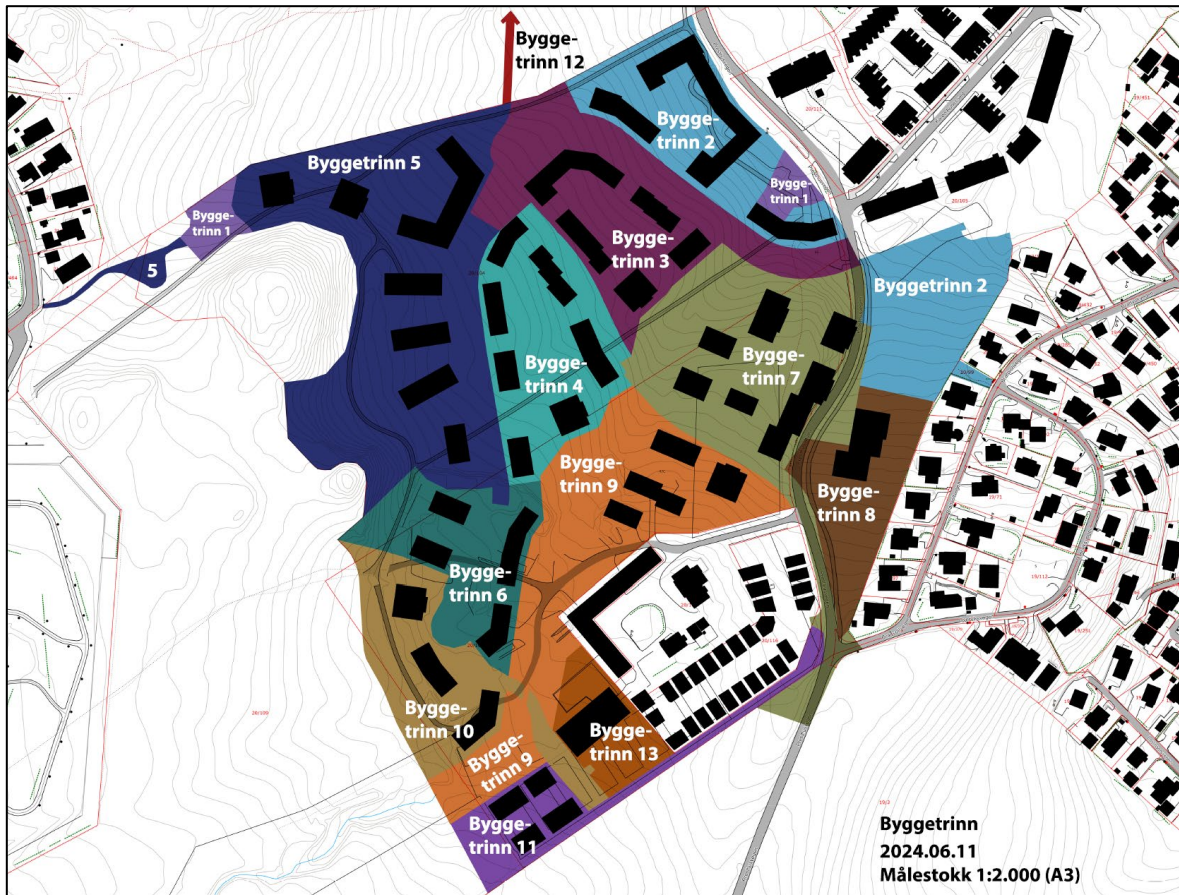 Bygge-
trinn 12
Bygge-
trinn 2
Byggetrinn 5
Bygge-
trinn 1
Bygge-
trinn 1
5
Bygge-
trinn 3
Byggetrinn 2
Bygge-
trinn 4
Bygge-
trinn 7
Bygge-
trinn 9
Bygge-
trinn 8
Bygge-
trinn 6
Bygge-
trinn 10
Bygge-
trinn 13
Bygge-
trinn 9
Bygge-
trinn 11
Byggetrinn
2024.06.11
Målestokk 1:2.000 (A3)